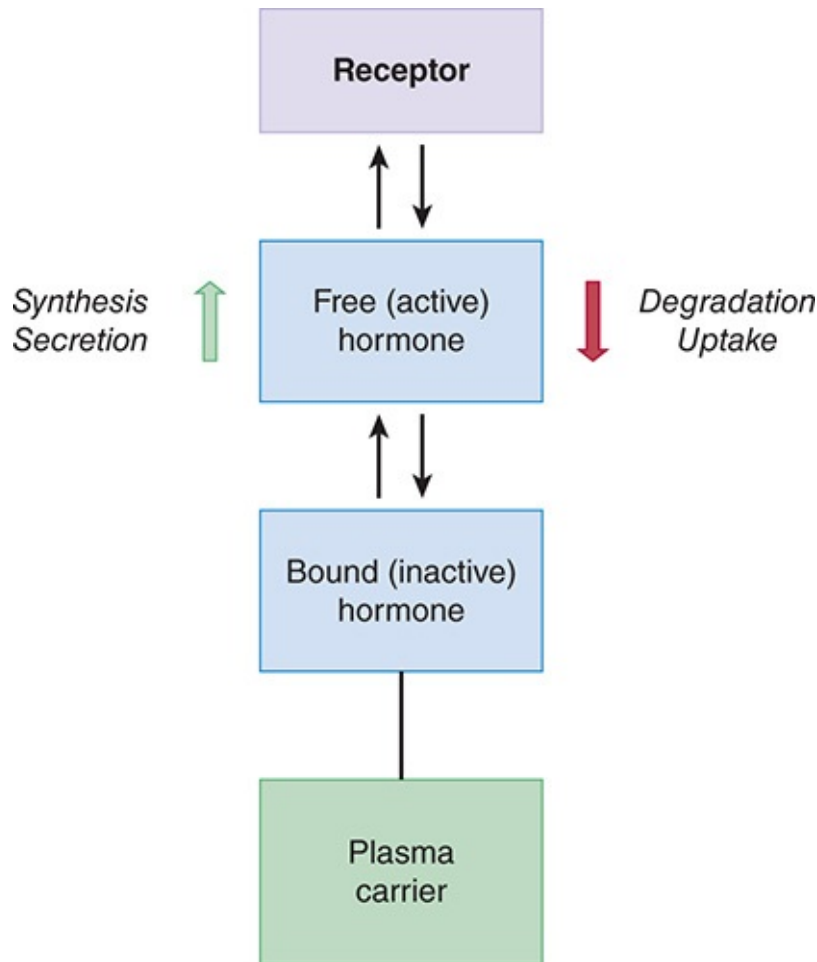 Receptor
Synthesis
Secretion
Free (active)
hormone
Degradation
Uptake
Bound (inactive)
hormone
Plasma
carrier